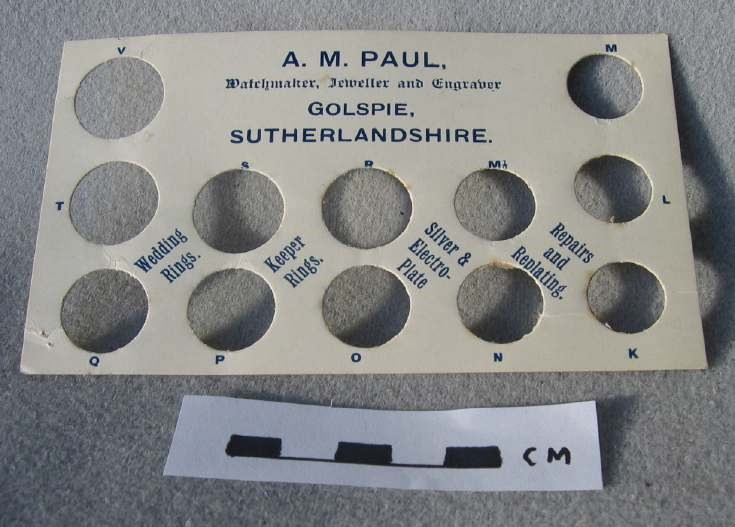 V
A. M. PAUL,
M
Watchmaker, Jeweller and Engraver
GOLSPIE,
SUTHERLANDSHIRE.
T
S
R
M½
L
Wedding
Rings.
Keeper
Rings.
Silver &
Electro-
Plate
Repairs
and
Replating.
Q
P
O
N
K
CM